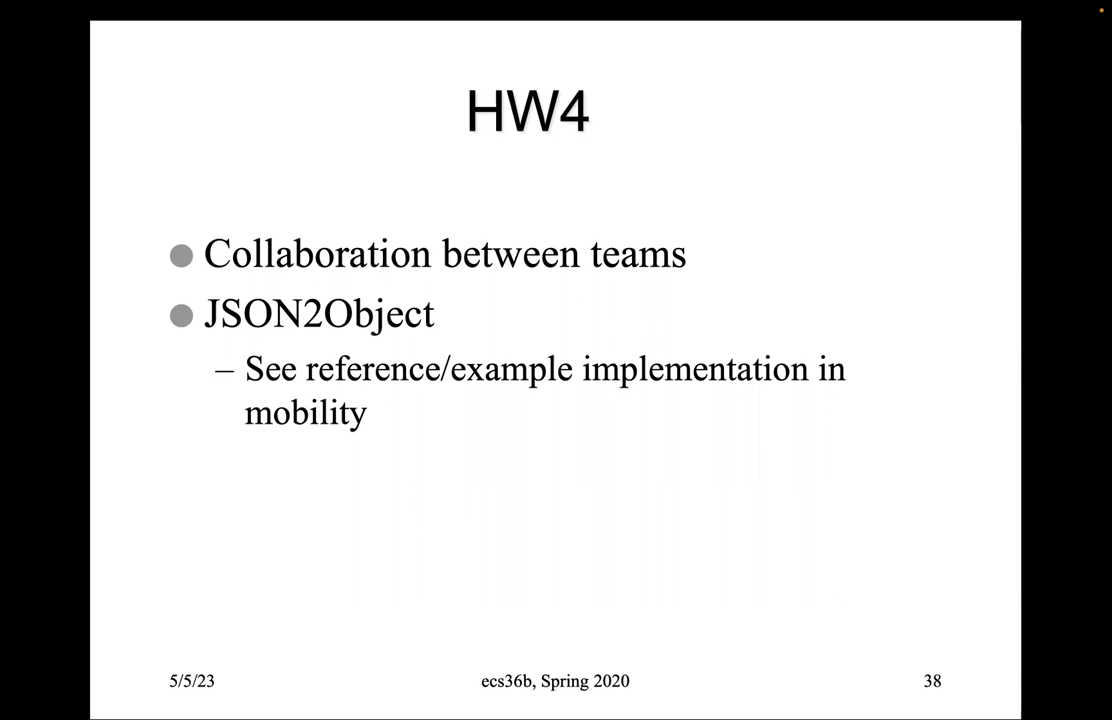 HW4
Collaboration between teams
JSON2Object
– See reference/example implementation in
mobility
5/5/23
ecs36b, Spring 2020
38